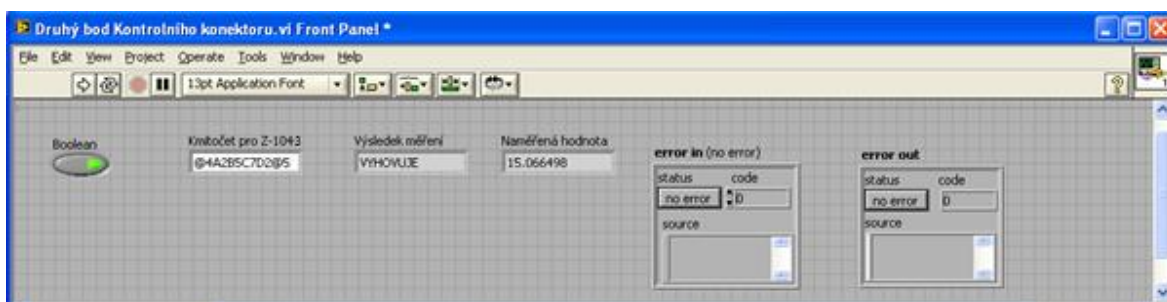 Druhý bod Kontrolního konektoru.vi Front Panel *
File Edit View Project Operate Tools Window Help
13pt Application Font
Boolean
Kmitočet pro Z-1043
Výsledek měření
Naměřená hodnota
@4A2B5C7D2@5
VYHOVUJE
15.066498
error in (no error)
status code
no error 0
source
error out
status code
no error 0
source